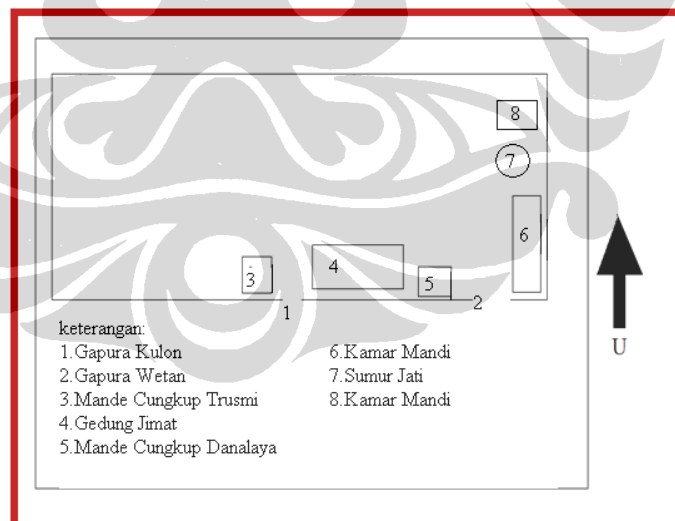 8
7
6
3
4
5
1
2
U
keterangan:
1.Gapura Kulon
2.Gapura Wetan
3.Mande Cungkup Trusmi
4.Gedung Jimat
5.Mande Cungkup Danalaya
6.Kamar Mandi
7.Sumur Jati
8.Kamar Mandi